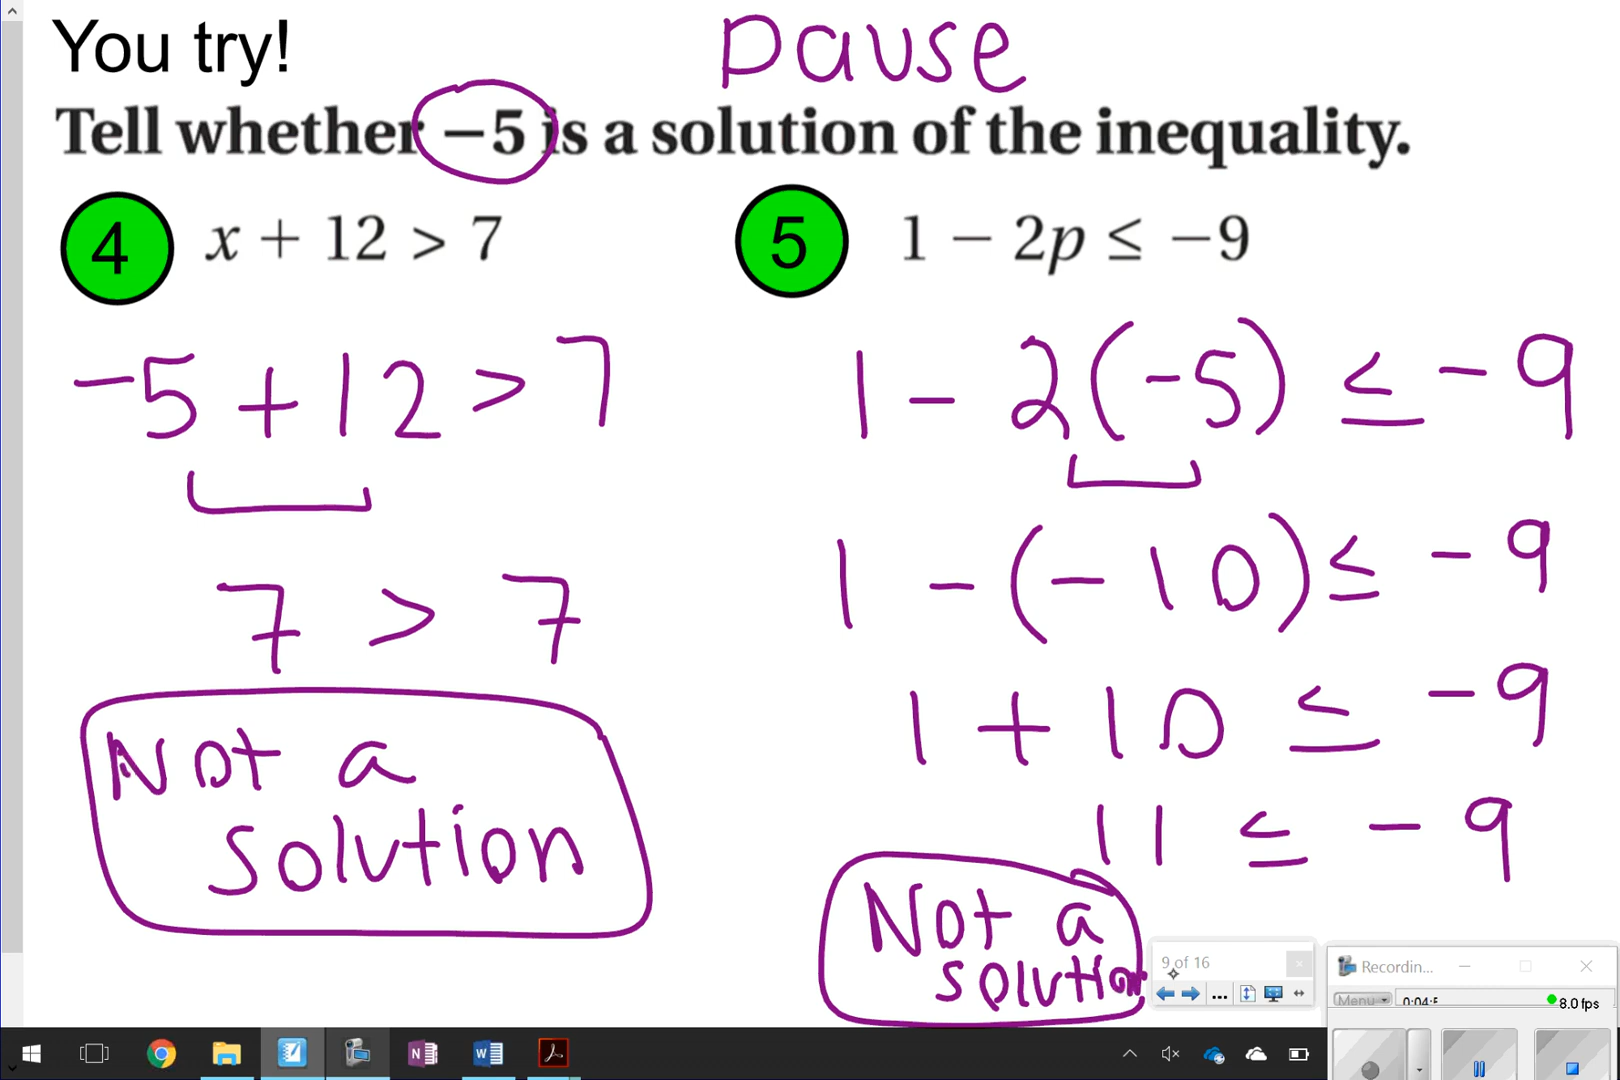 You try!
pause
Tell whether −5 is a solution of the inequality.
4 x + 12 > 7
5 1 − 2p ≤ −9
-5 + 12 > 7
7 > 7
Not a
solution
1 - 2(-5) ≤ -9
1 - (-10) ≤ -9
1 + 10 ≤ -9
11 ≤ -9
Not a
solution
9 of 16
Recordin...
Menu
8.0 fps